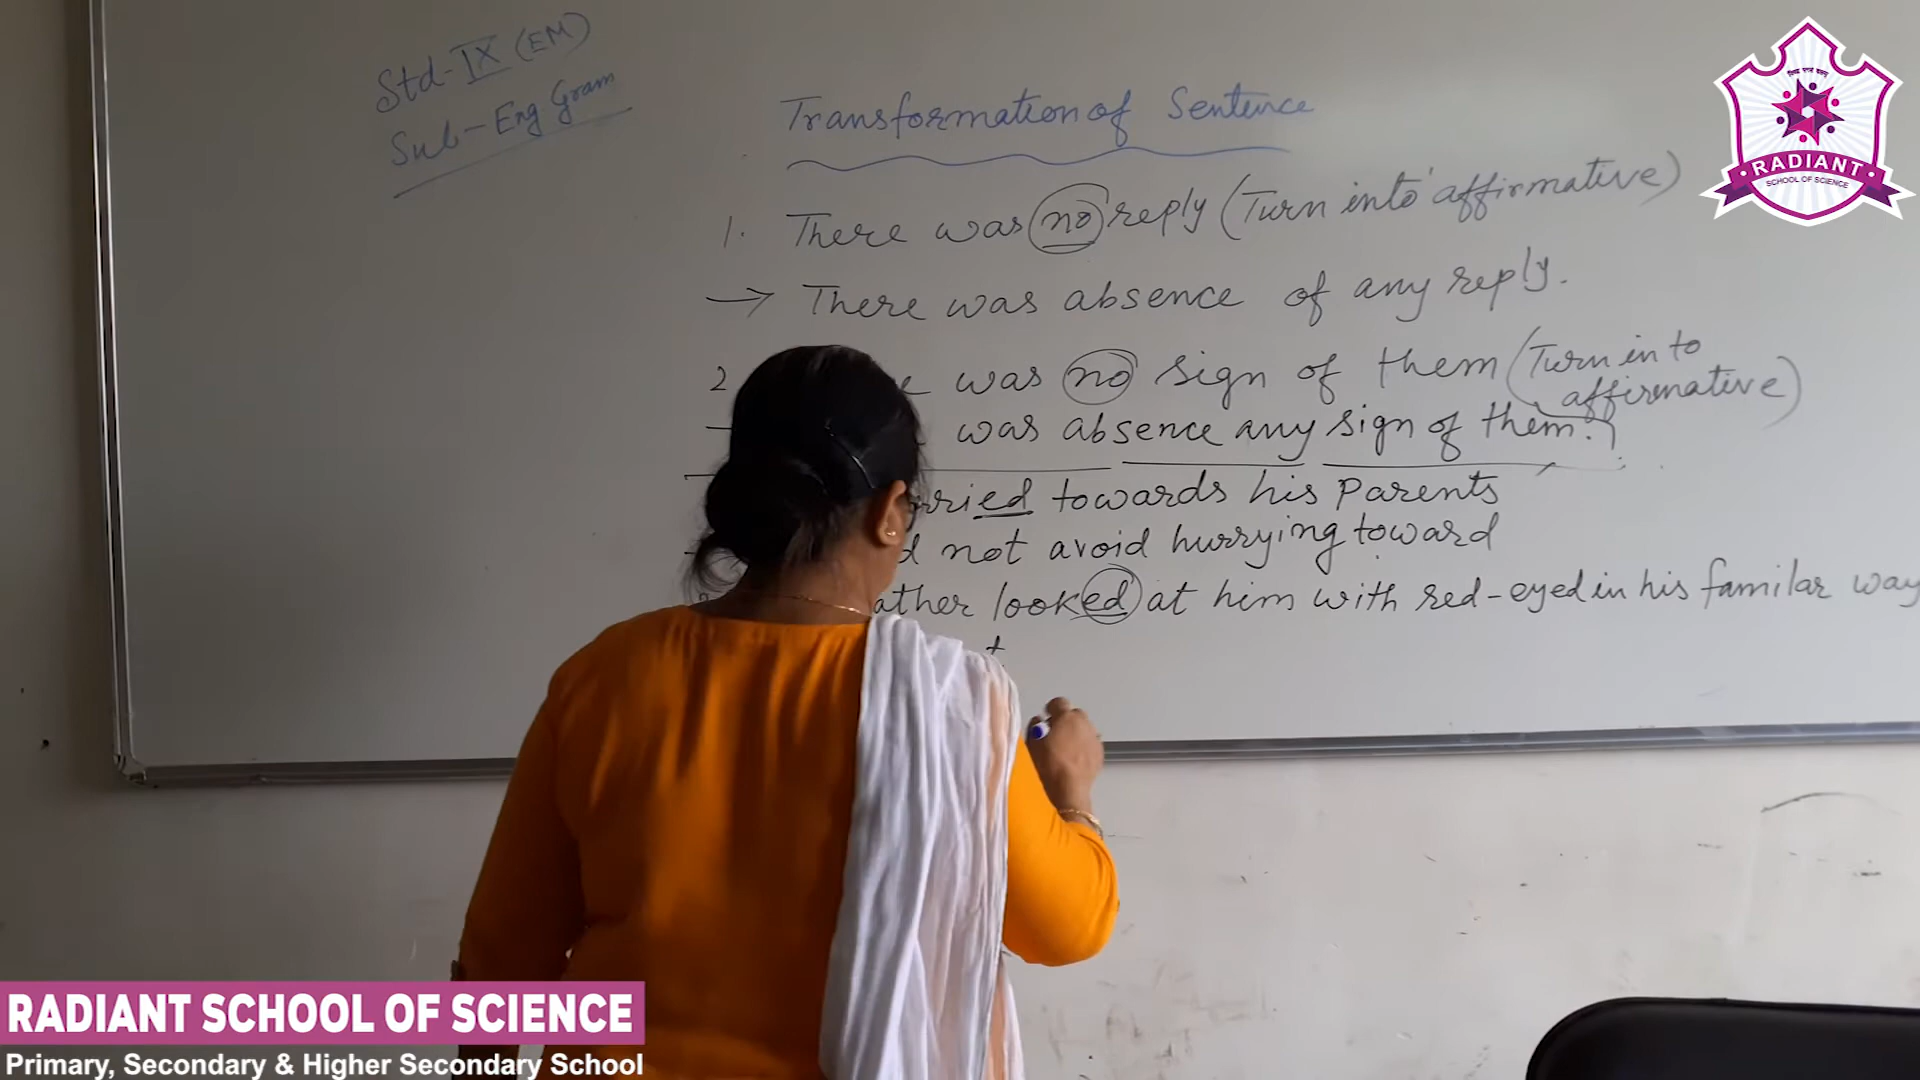 Std-IX (EM)
Sub-Eng Gram
Transformation of Sentence
1. There was no reply (Turn into affirmative)
→ There was absence of any reply.
2 was no sign of them (Turn in to
affirmative)
was absence any sign of them.
towards his Parents
not avoid hurrying toward
looked at him with red-eyed in his familar way
RADIANT
SCHOOL OF SCIENCE
RADIANT SCHOOL OF SCIENCE
Primary, Secondary & Higher Secondary School